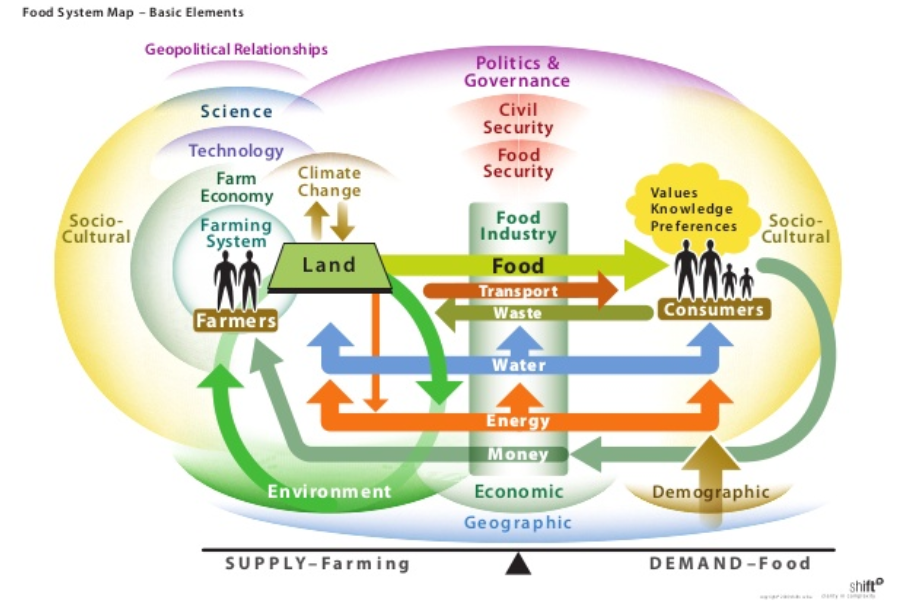 Food System Map – Basic Elements
Geopolitical Relationships
Politics &
Governance
Science
Civil
Security
Technology
Food
Security
Climate
Change
Farm
Economy
Values
Knowledge
Preferences
Socio-
Cultural
Farming
System
Food
Industry
Socio-
Cultural
Land
Food
Transport
Waste
Farmers
Consumers
Water
Energy
Money
Environment
Economic
Demographic
Geographic
SUPPLY–Farming
DEMAND–Food
shift